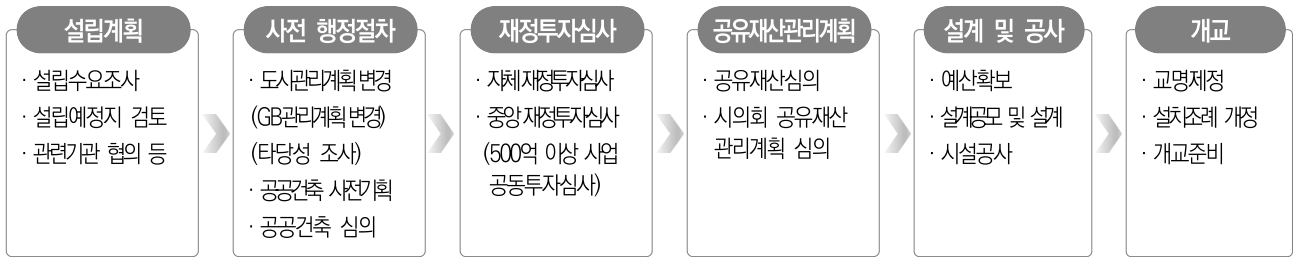 설립계획
· 설립수요조사
· 설립예정지 검토
· 관련기관 협의 등
사전 행정절차
· 도시관리계획 변경
(GB관리계획 변경)
(타당성 조사)
· 공공건축 사전기획
· 공공건축 심의
재정투자심사
· 자체 재정투자심사
· 중앙 재정투자심사
(500억 이상 사업
공동투자심사)
공유재산관리계획
· 공유재산심의
· 시의회 공유재산
관리계획 심의
설계 및 공사
· 예산확보
· 설계공모 및 설계
· 시설공사
개교
· 교명제정
· 설치조례 개정
· 개교준비